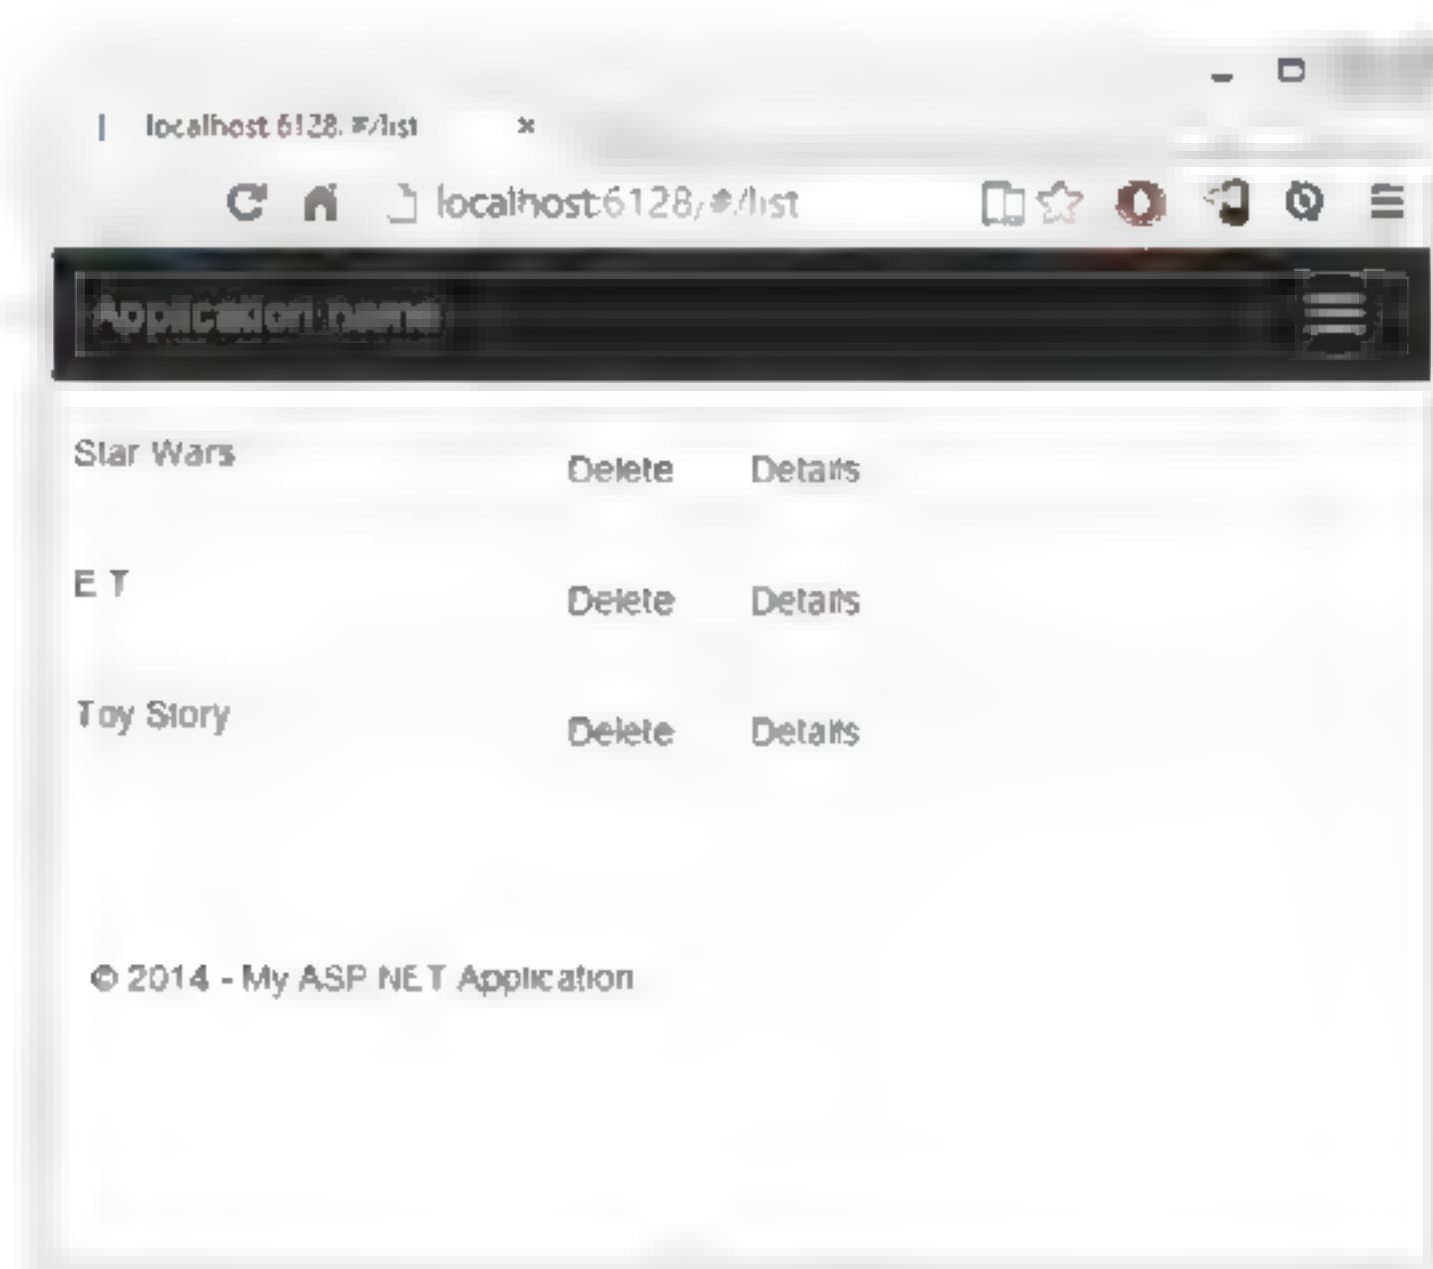 localhost:6128/#/list
localhost:6128/#/list
Application name
Star Wars Delete Details
E T Delete Details
Toy Story Delete Details
© 2014 - My ASP NET Application